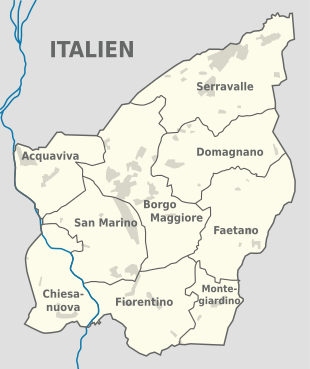 ITALIEN
Serravalle
Acquaviva
Domagnano
Borgo
Maggiore
San Marino
Faetano
Chiesa-
nuova
Fiorentino
Monte-
giardino